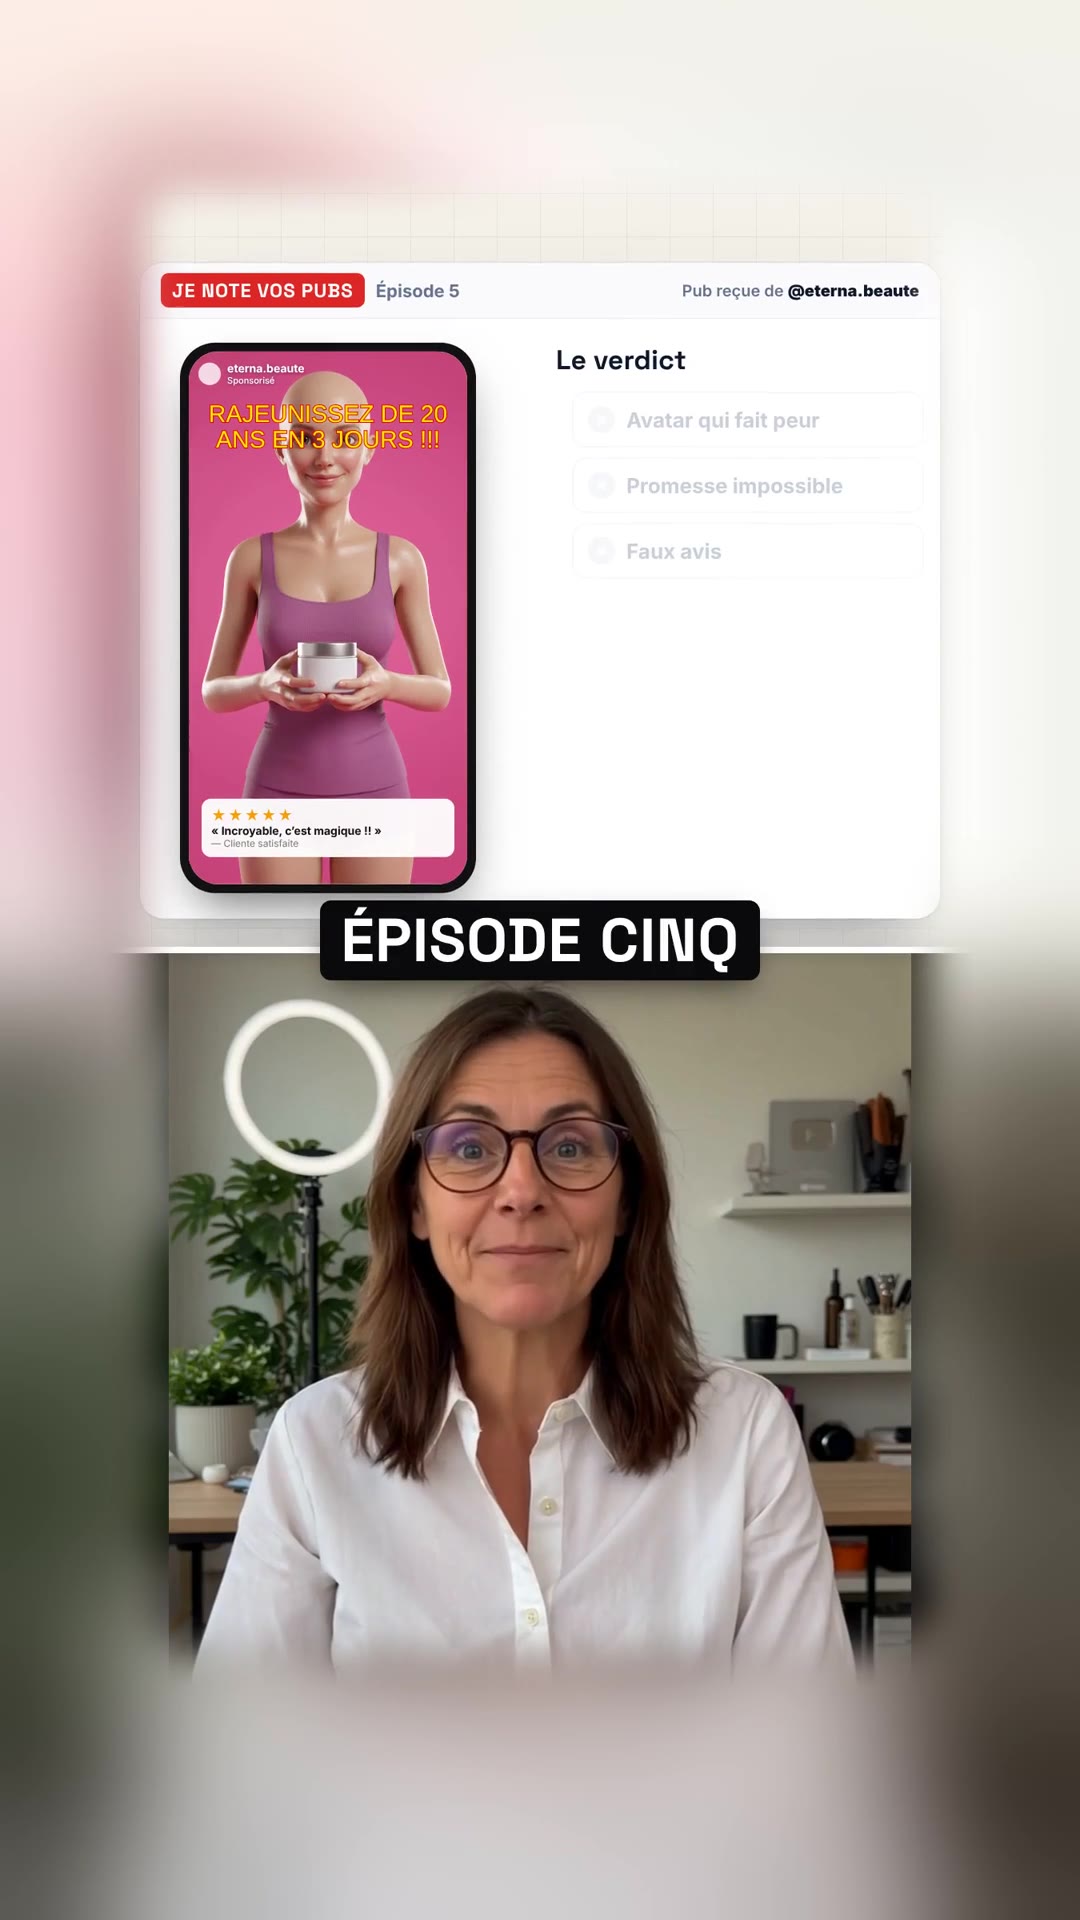 JE NOTE VOS PUBS
Épisode 5
Pub reçue de @eterna.beaute
eterna.beaute
Sponsorisé
RAJEUNISSEZ DE 20
ANS EN 3 JOURS !!!
★★★★★
« Incroyable, c’est magique !! »
— Cliente satisfaite
Le verdict
Avatar qui fait peur
Promesse impossible
Faux avis
ÉPISODE CINQ